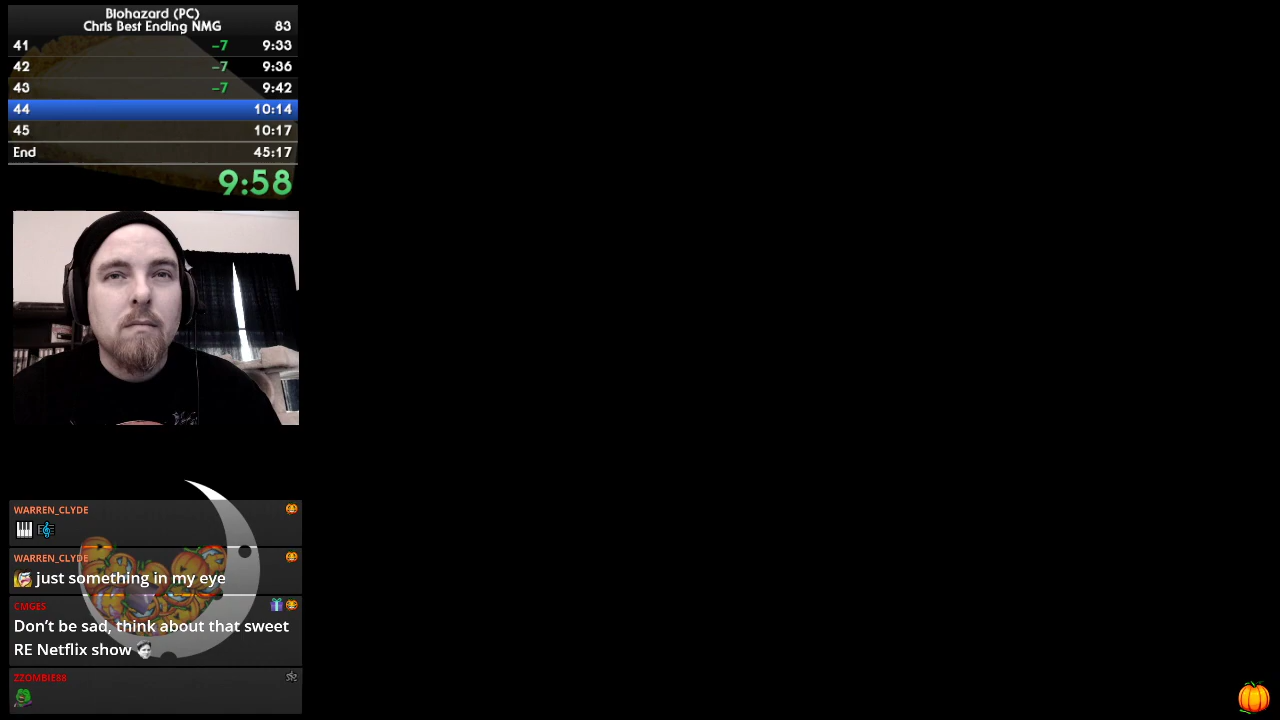 Biohazard (PC)
Chris Best Ending NMG 83
41 -7 9:33
42 -7 9:36
43 -7 9:42
44 10:14
45 10:17
End 45:17
9:58
WARREN_CLYDE
WARREN_CLYDE
just something in my eye
CMGES
Don't be sad, think about that sweet
RE Netflix show
ZZOMBIE88